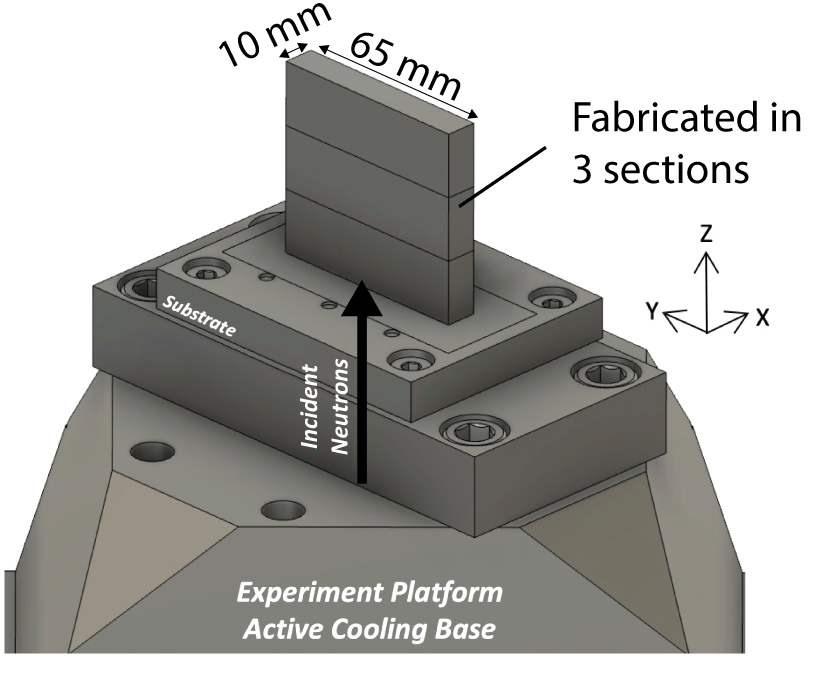 10 mm
65 mm
Fabricated in
3 sections
Z
Y
X
Substrate
Incident
Neutrons
Experiment Platform
Active Cooling Base